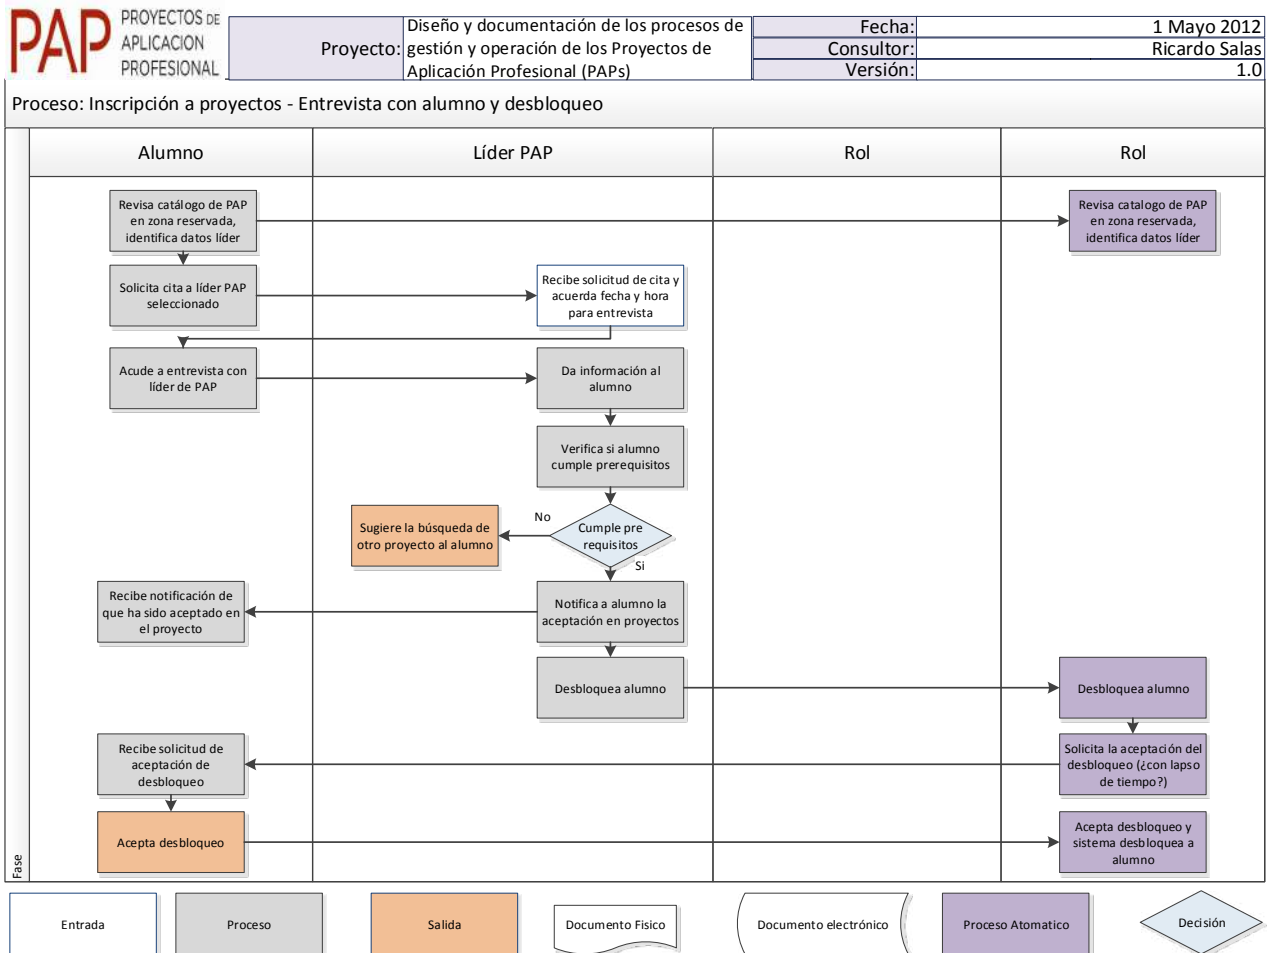 PAP
PROYECTOS DE
APLICACION
PROFESIONAL
Proyecto:
Diseño y documentación de los procesos de
gestión y operación de los Proyectos de
Aplicación Profesional (PAPs)
Fecha:
1 Mayo 2012
Consultor:
Ricardo Salas
Versión:
1.0
Proceso: Inscripción a proyectos - Entrevista con alumno y desbloqueo
Alumno
Líder PAP
Rol
Rol
Revisa catálogo de PAP
en zona reservada,
identifica datos líder
Revisa catalogo de PAP
en zona reservada,
identifica datos líder
Solicita cita a líder PAP
seleccionado
Recibe solicitud de cita y
acuerda fecha y hora
para entrevista
Acude a entrevista con
líder de PAP
Da información al
alumno
Verifica si alumno
cumple prerequisitos
Cumple pre
requisitos
No
Sugiere la búsqueda de
otro proyecto al alumno
Si
Notifica a alumno la
aceptación en proyectos
Recibe notificación de
que ha sido aceptado en
el proyecto
Desbloquea alumno
Desbloquea alumno
Solicita la aceptación del
desbloqueo (¿con lapso
de tiempo?)
Recibe solicitud de
aceptación de
desbloqueo
Acepta desbloqueo
Acepta desbloqueo y
sistema desbloquea a
alumno
Fase
Entrada
Proceso
Salida
Documento Fisico
Documento electrónico
Proceso Atomatico
Decisión